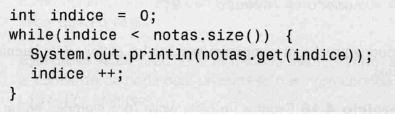 int indice = 0;
while(indice < notas.size()) {
   System.out.println(notas.get(indice));
   indice ++;
}